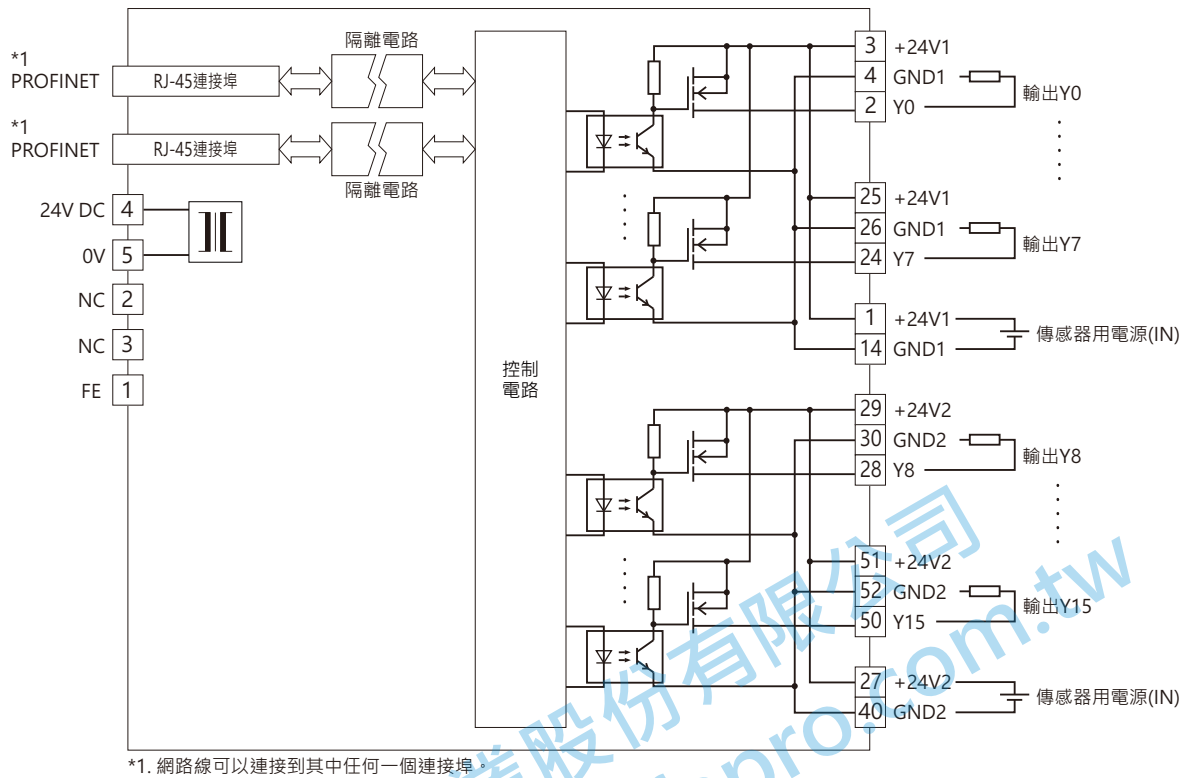 隔離電路
*1
PROFINET RJ-45連接埠
*1
PROFINET RJ-45連接埠
隔離電路
24V DC 4
0V 5
NC 2
NC 3
FE 1
控制
電路
3 +24V1
4 GND1
2 Y0
輸出Y0
25 +24V1
26 GND1
24 Y7
輸出Y7
1 +24V1
14 GND1
傳感器用電源(IN)
29 +24V2
30 GND2
28 Y8
輸出Y8
51 +24V2
52 GND2
50 Y15
輸出Y15
27 +24V2
40 GND2
傳感器用電源(IN)
*1. 網路線可以連接到其中任何一個連接埠。
股份有限公司
pro.com.tw